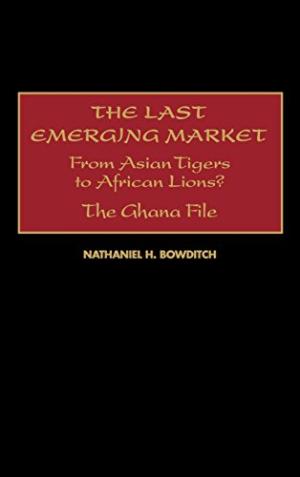 THE LAST
EMERGING MARKET
From Asian Tigers
to African Lions?
The Ghana File
NATHANIEL H. BOWDITCH